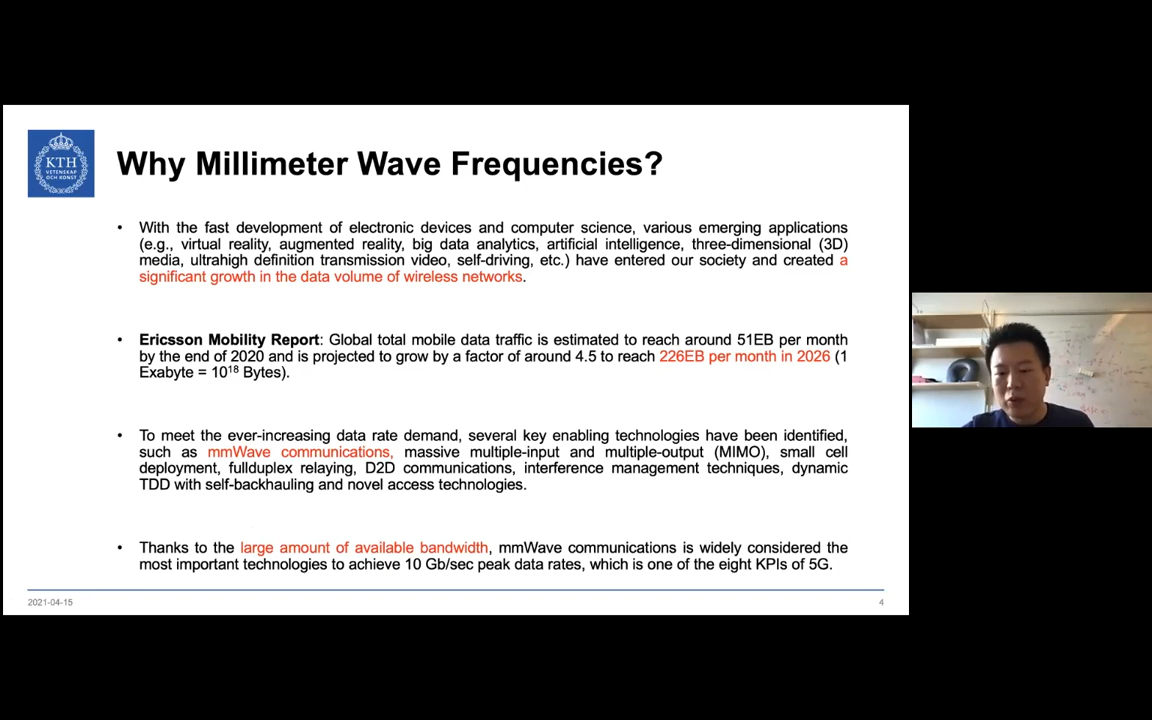 KTH
VETENSKAP
OCH KONST
Why Millimeter Wave Frequencies?
• With the fast development of electronic devices and computer science, various emerging applications
(e.g., virtual reality, augmented reality, big data analytics, artificial intelligence, three-dimensional (3D)
media, ultrahigh definition transmission video, self-driving, etc.) have entered our society and created a
significant growth in the data volume of wireless networks.
• Ericsson Mobility Report: Global total mobile data traffic is estimated to reach around 51EB per month
by the end of 2020 and is projected to grow by a factor of around 4.5 to reach 226EB per month in 2026 (1
Exabyte = 10¹⁸ Bytes).
• To meet the ever-increasing data rate demand, several key enabling technologies have been identified,
such as mmWave communications, massive multiple-input and multiple-output (MIMO), small cell
deployment, fullduplex relaying, D2D communications, interference management techniques, dynamic
TDD with self-backhauling and novel access technologies.
• Thanks to the large amount of available bandwidth, mmWave communications is widely considered the
most important technologies to achieve 10 Gb/sec peak data rates, which is one of the eight KPIs of 5G.
2021-04-15
4